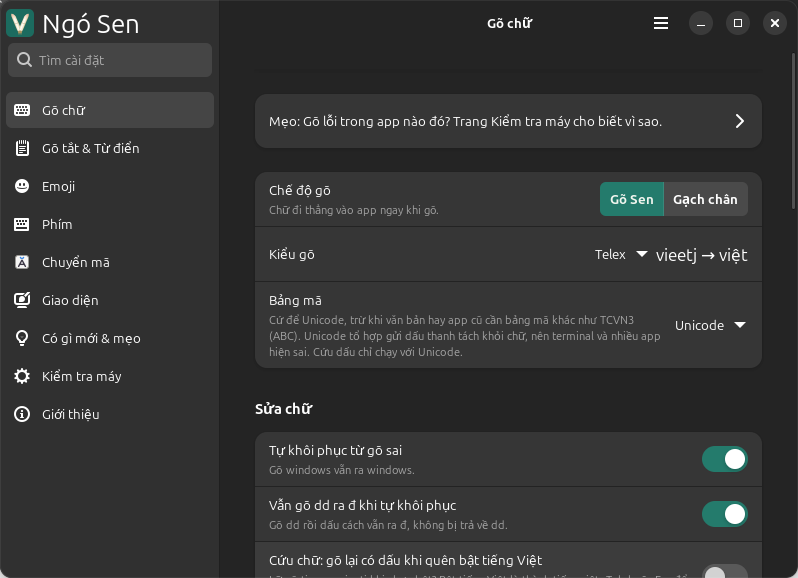 Ngó Sen
Gõ chữ
Tìm cài đặt
Gõ chữ
Gõ tắt & Từ điển
Emoji
Phím
Chuyển mã
Giao diện
Có gì mới & mẹo
Kiểm tra máy
Giới thiệu
Mẹo: Gõ lỗi trong app nào đó? Trang Kiểm tra máy cho biết vì sao.
Chế độ gõ
Chữ đi thẳng vào app ngay khi gõ.
Gõ Sen
Gạch chân
Kiểu gõ
Telex
vieetj → việt
Bảng mã
Cứ để Unicode, trừ khi văn bản hay app cũ cần bảng mã khác như TCVN3
(ABC). Unicode tổ hợp gửi dấu thanh tách khỏi chữ, nên terminal và nhiều app
hiện sai. Cứu dấu chỉ chạy với Unicode.
Unicode
Sửa chữ
Tự khôi phục từ gõ sai
Gõ windows vẫn ra windows.
Vẫn gõ dd ra đ khi tự khôi phục
Gõ dd rồi dấu cách vẫn ra đ, không bị trả về dd.
Cứu chữ: gõ lại có dấu khi quên bật tiếng Việt